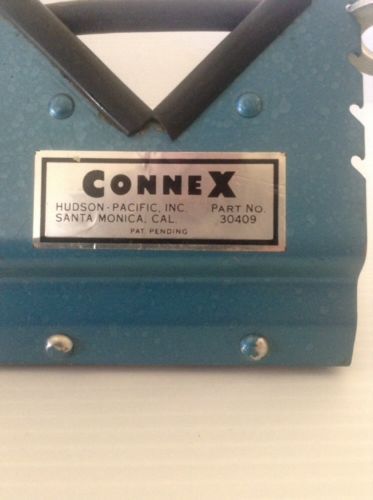 CONNEX
HUDSON-PACIFIC, INC. PART NO.
SANTA MONICA, CAL. 30409
PAT. PENDING